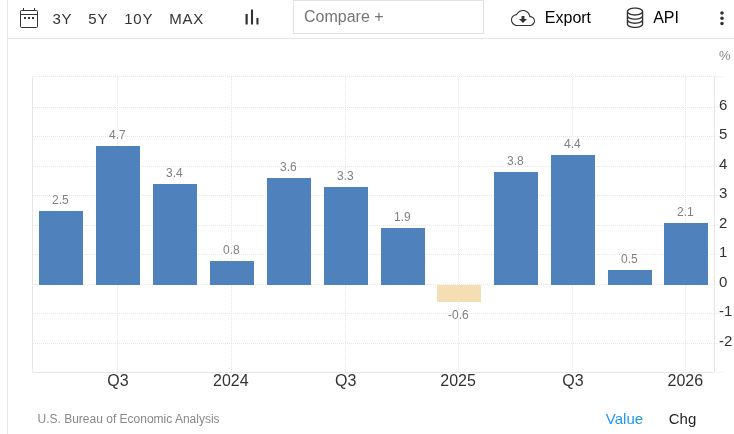 3Y 5Y 10Y MAX Compare + Export API
%
6
5
4
3
2
1
0
-1
-2
2.5 4.7 3.4 0.8 3.6 3.3 1.9 -0.6 3.8 4.4 0.5 2.1
Q3 2024 Q3 2025 Q3 2026
U.S. Bureau of Economic Analysis Value Chg